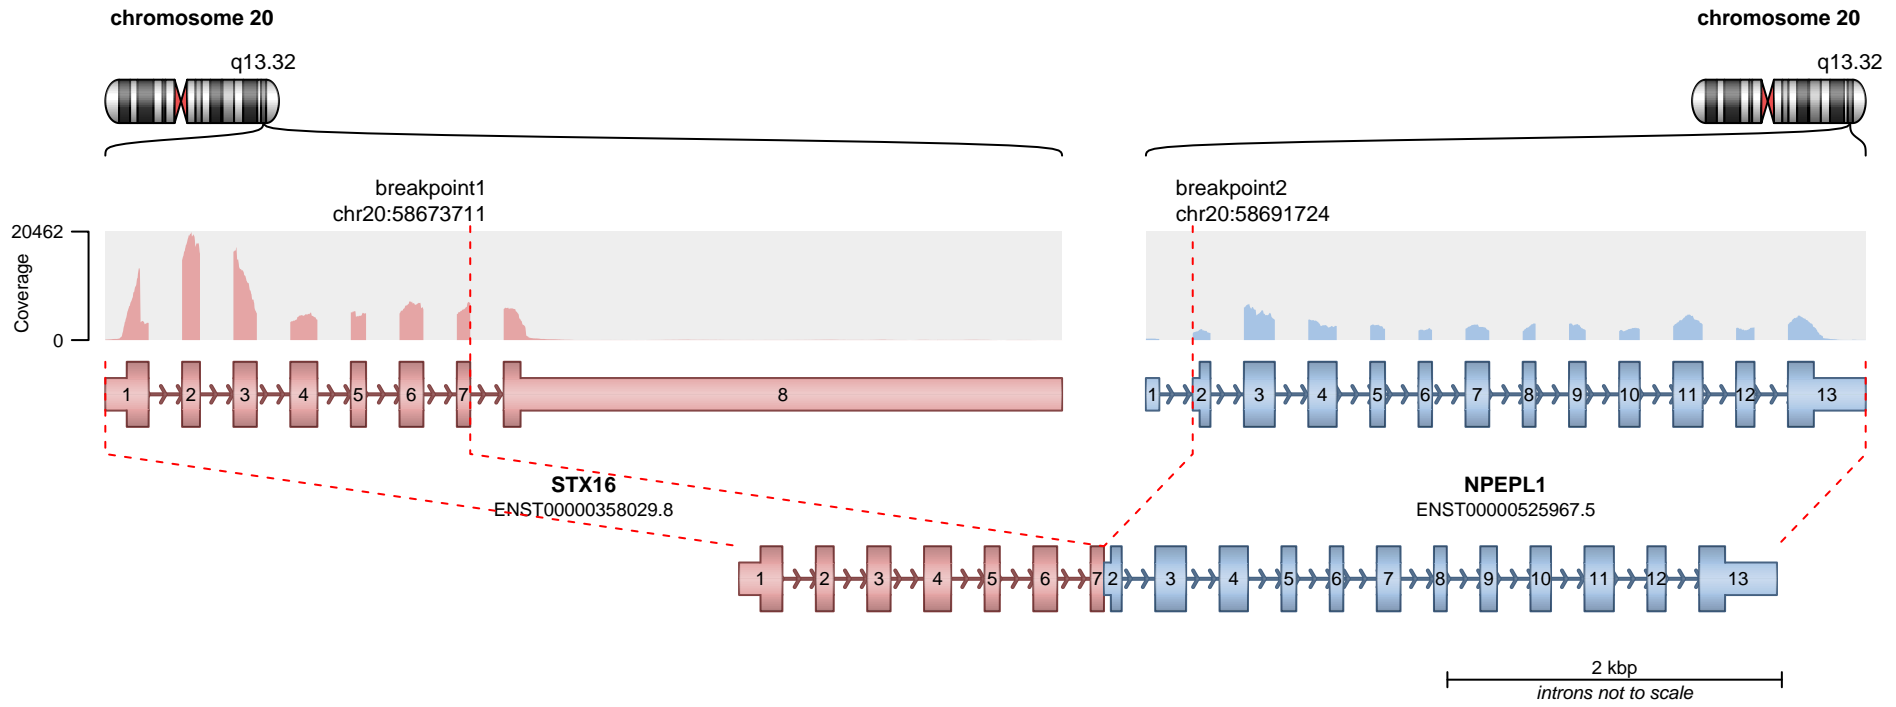 chromosome 20
chromosome 20
q13.32
q13.32
breakpoint1
chr20:58673711
breakpoint2
chr20:58691724
20462
Coverage
0
1 2 3 4 5 6 7 8
1 2 3 4 5 6 7 8 9 10 11 12 13
STX16
ENST00000358029.8
NPEPL1
ENST00000525967.5
1 2 3 4 5 6 7 2 3 4 5 6 7 8 9 10 11 12 13
2 kbp
introns not to scale